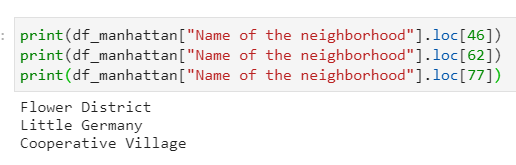 :
print(df_manhattan["Name of the neighborhood"].loc[46])
print(df_manhattan["Name of the neighborhood"].loc[62])
print(df_manhattan["Name of the neighborhood"].loc[77])
Flower District
Little Germany
Cooperative Village